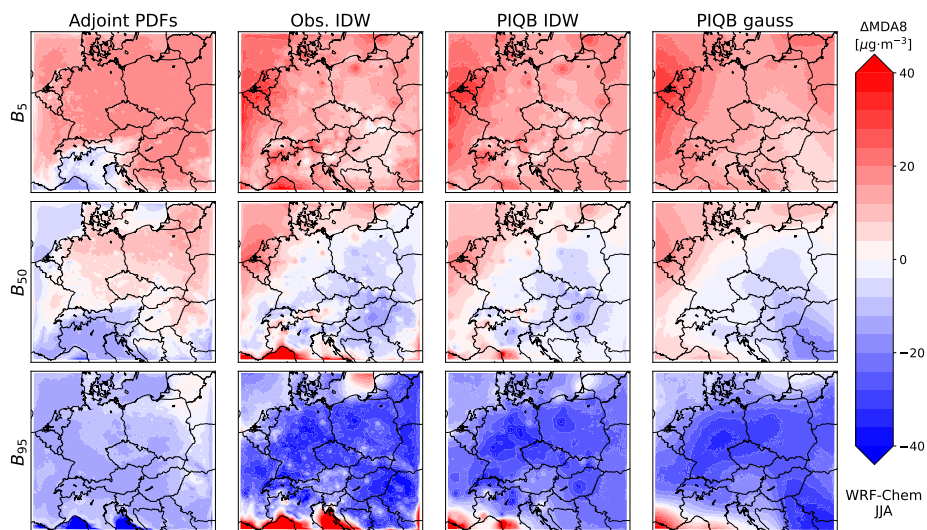 Adjoint PDFs
Obs. IDW
PIQB IDW
PIQB gauss
ΔMDA8
[μg·m⁻³]
B₅
B₅₀
B₉₅
40
20
0
−20
−40
WRF-Chem
JJA